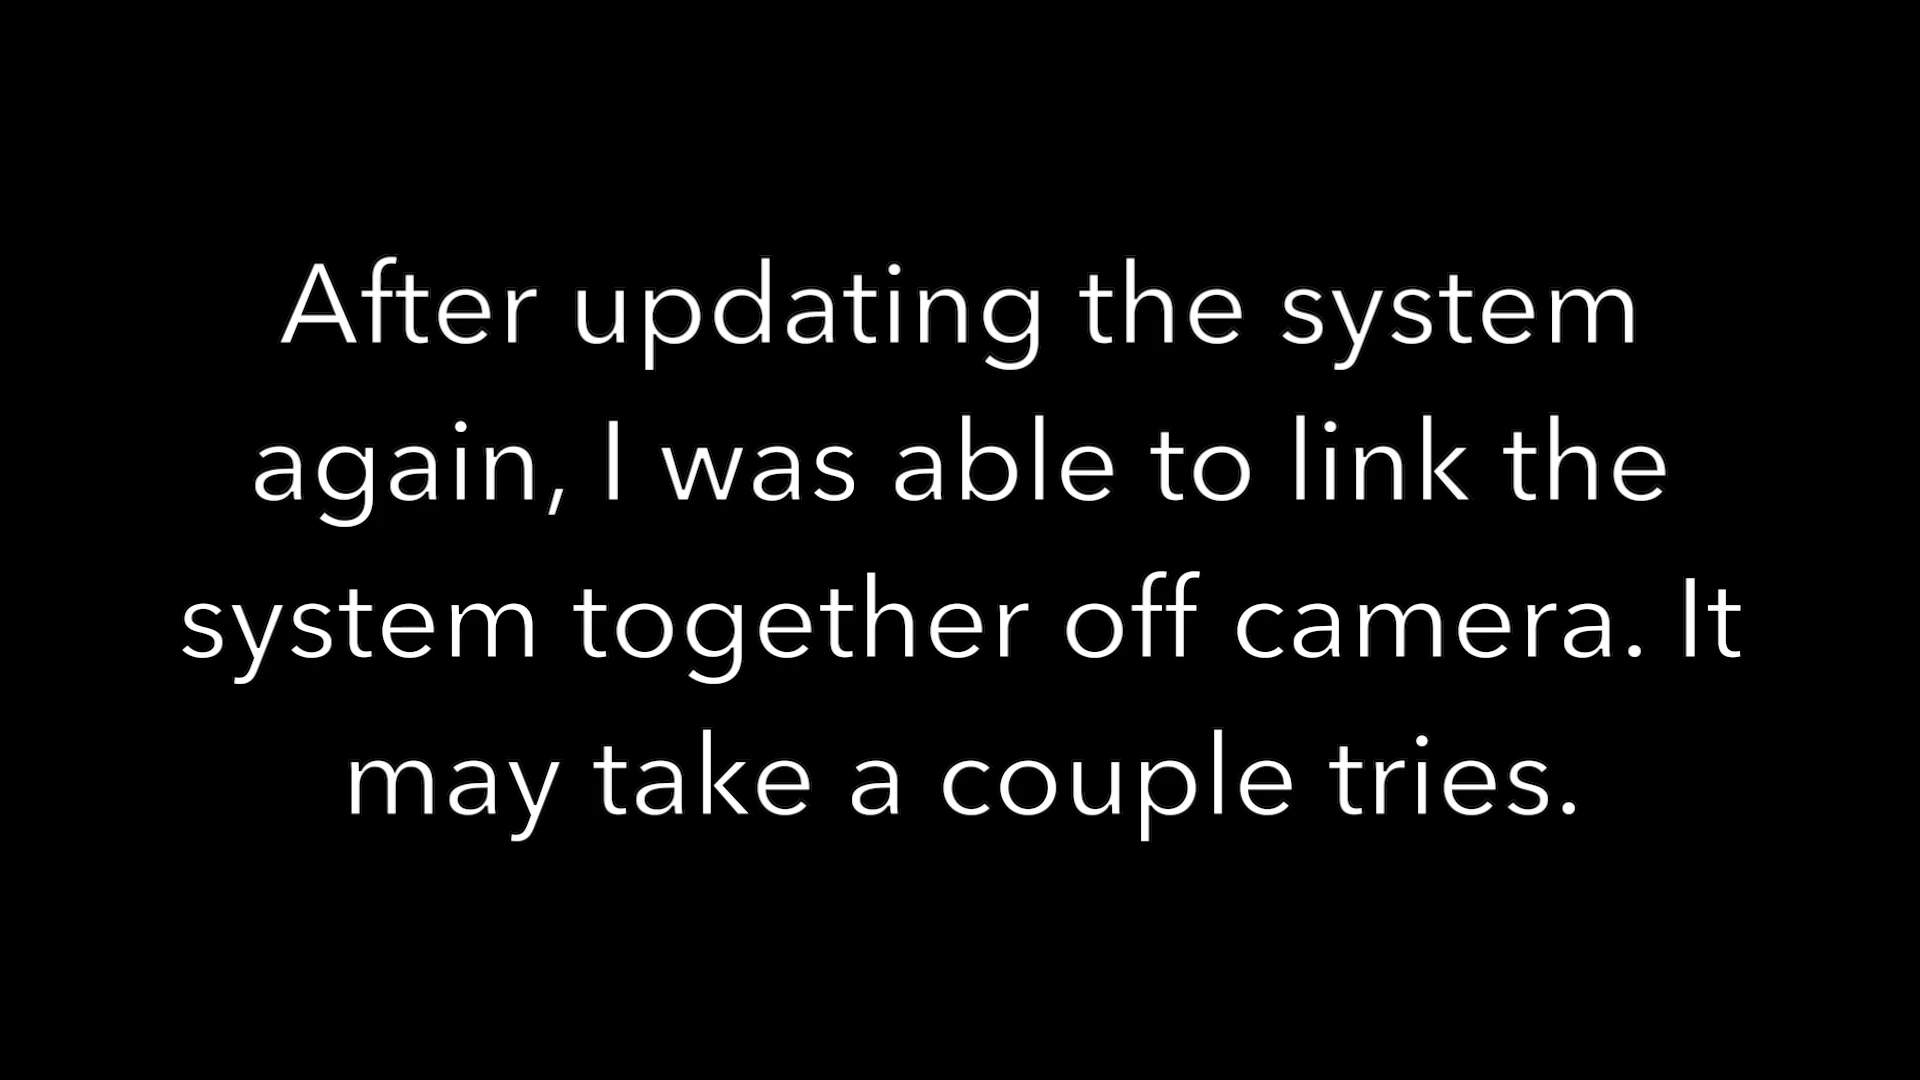 After updating the system
again, I was able to link the
system together off camera. It
may take a couple tries.